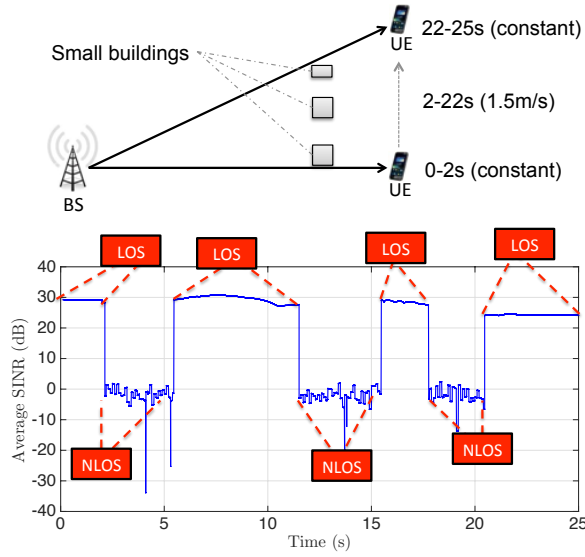 22-25s (constant)
UE
Small buildings
2-22s (1.5m/s)
0-2s (constant)
BS
UE
LOS
LOS
LOS
LOS
40
30
20
10
0
-10
-20
-30
-40
Average SINR (dB)
NLOS
NLOS
NLOS
0
5
10
15
20
25
Time (s)